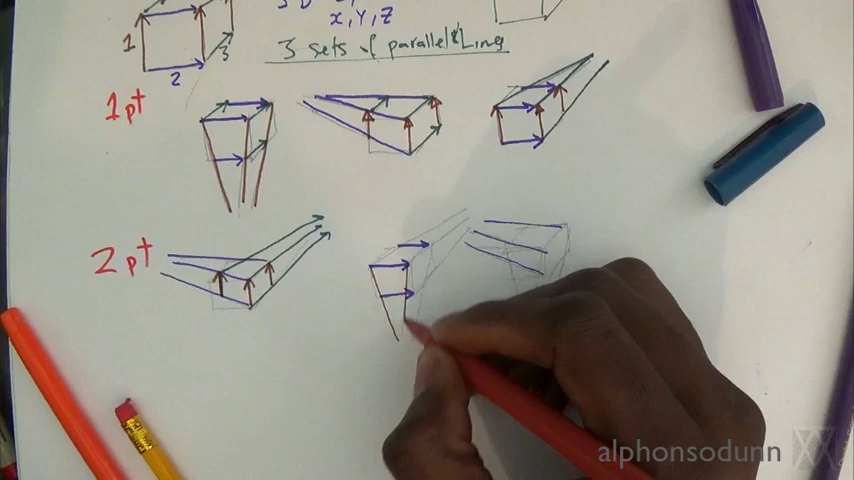 x, Y, Z
3 sets of parallel Lines
1
2
3
1pt
2pt
alphonsodunn